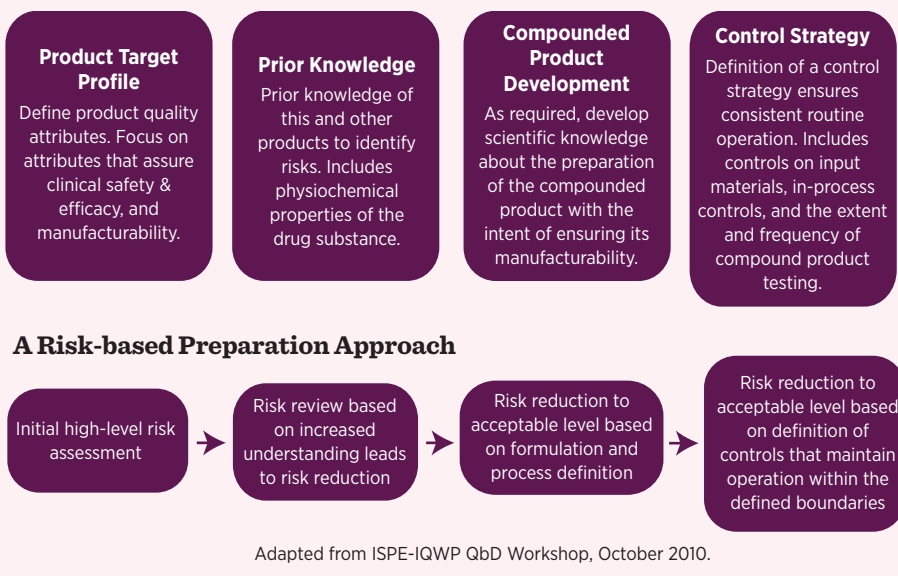 Product Target
Profile
Define product quality
attributes. Focus on
attributes that assure
clinical safety &
efficacy, and
manufacturability.
Prior Knowledge
Prior knowledge of
this and other
products to identify
risks. Includes
physiochemical
properties of the
drug substance.
Compounded
Product
Development
As required, develop
scientific knowledge
about the preparation
of the compounded
product with the
intent of ensuring its
manufacturability.
Control Strategy
Definition of a control
strategy ensures
consistent routine
operation. Includes
controls on input
materials, in-process
controls, and the extent
and frequency of
compound product
testing.
A Risk-based Preparation Approach
Initial high-level risk
assessment
Risk review based
on increased
understanding leads
to risk reduction
Risk reduction to
acceptable level based
on formulation and
process definition
Risk reduction to
acceptable level based
on definition of
controls that maintain
operation within the
defined boundaries
Adapted from ISPE-IQWP QbD Workshop, October 2010.